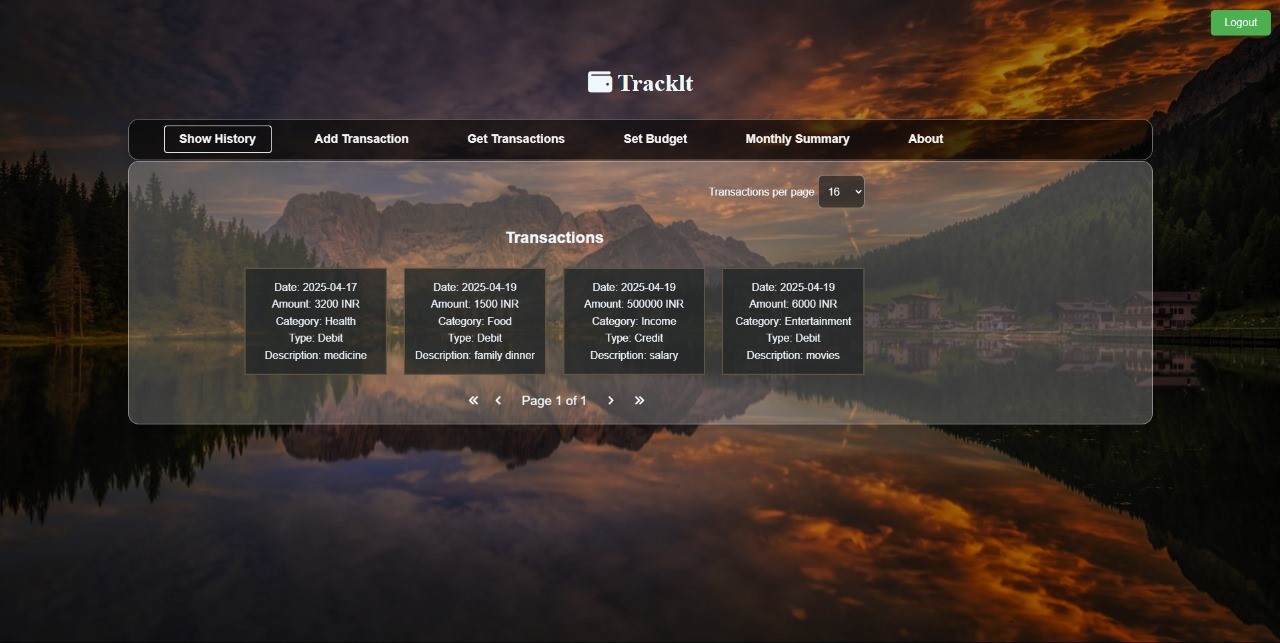 Logout
TrackIt
Show History Add Transaction Get Transactions Set Budget Monthly Summary About
Transactions per page 16
Transactions
Date: 2025-04-17
Amount: 3200 INR
Category: Health
Type: Debit
Description: medicine
Date: 2025-04-19
Amount: 1500 INR
Category: Food
Type: Debit
Description: family dinner
Date: 2025-04-19
Amount: 500000 INR
Category: Income
Type: Credit
Description: salary
Date: 2025-04-19
Amount: 6000 INR
Category: Entertainment
Type: Debit
Description: movies
Page 1 of 1